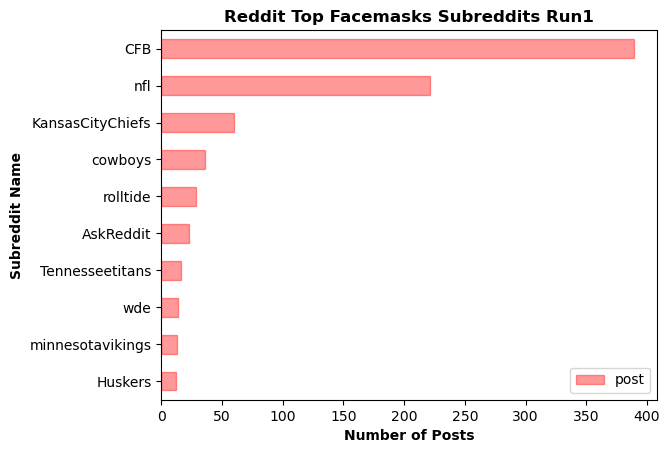 Reddit Top Facemasks Subreddits Run1
CFB
nfl
KansasCityChiefs
cowboys
rolltide
AskReddit
Tennesseetitans
wde
minnesotavikings
Huskers
Subreddit Name
post
0 50 100 150 200 250 300 350 400
Number of Posts